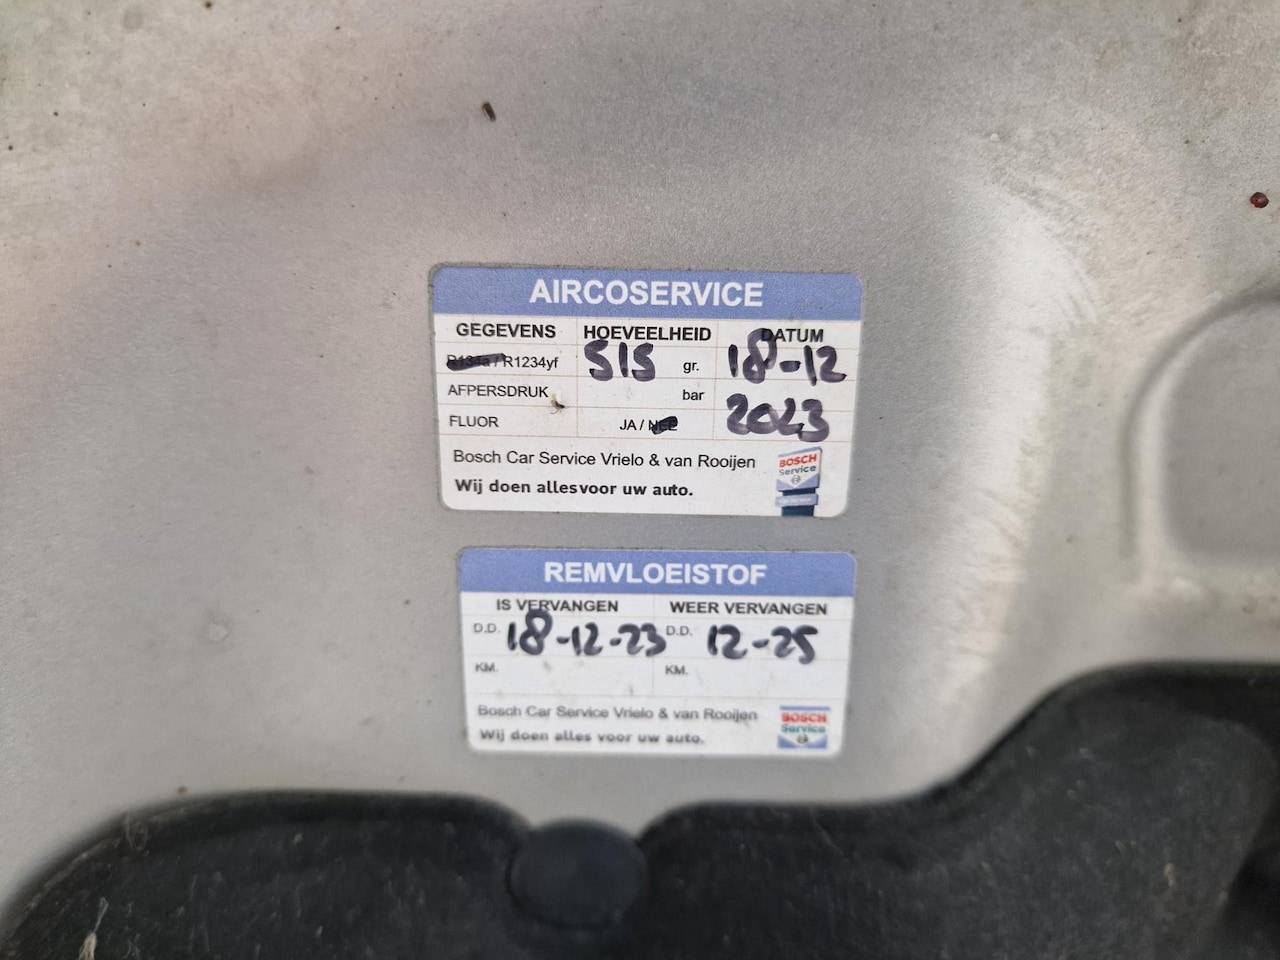 AIRCOSERVICE
GEGEVENS HOEVEELHEID DATUM
R134a / R1234yf 515 gr. 18-12
AFPERSDRUK bar 2023
FLUOR JA / NEE
Bosch Car Service Vrielo & van Rooijen
Wij doen allesvoor uw auto.
BOSCH
Service
REMVLOEISTOF
IS VERVANGEN WEER VERVANGEN
D.D. 18-12-23 D.D. 12-25
KM. KM.
Bosch Car Service Vrielo & van Rooijen
Wij doen alles voor uw auto.
BOSCH
Service